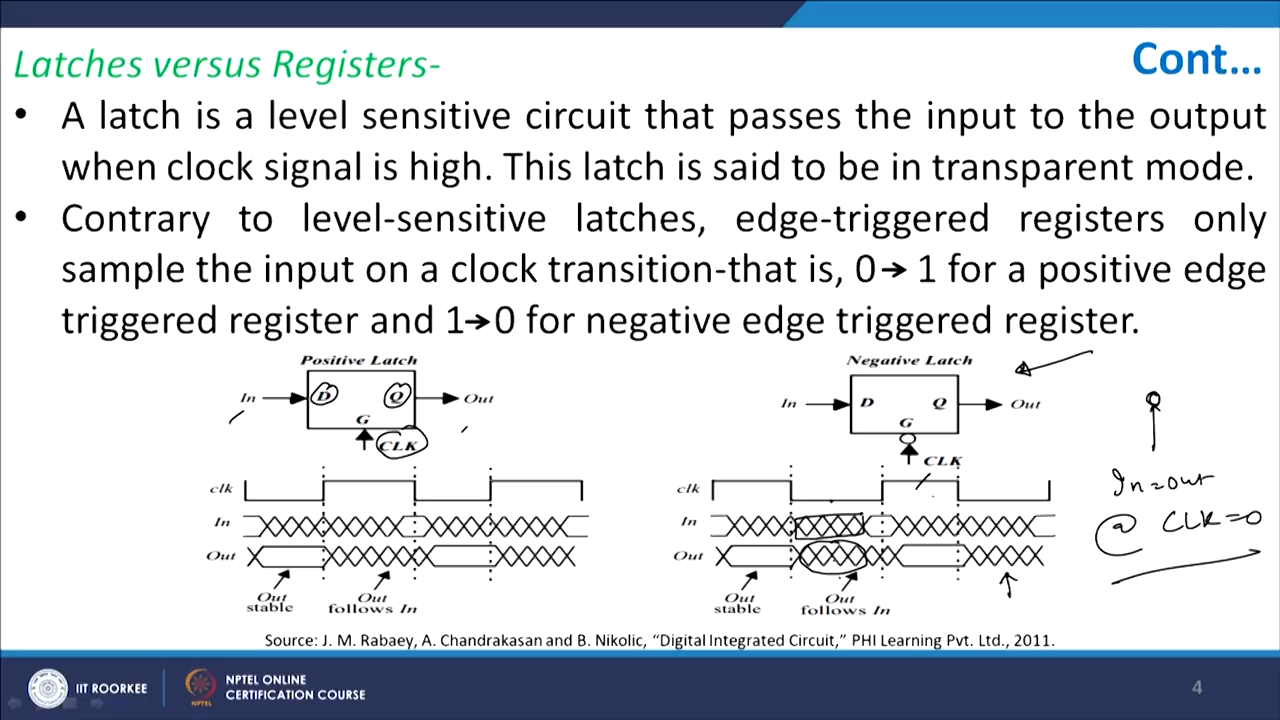 Latches versus Registers-
Cont...
• A latch is a level sensitive circuit that passes the input to the output
when clock signal is high. This latch is said to be in transparent mode.
• Contrary to level-sensitive latches, edge-triggered registers only
sample the input on a clock transition-that is, 0→ 1 for a positive edge
triggered register and 1→0 for negative edge triggered register.
Positive Latch
In
D
Q
Out
G
CLK
clk
In
Out
Out
stable
Out
follows In
Negative Latch
In
D
Q
Out
G
CLK
clk
In
Out
Out
stable
Out
follows In
In=out
@ CLK=0
Source: J. M. Rabaey, A. Chandrakasan and B. Nikolic, “Digital Integrated Circuit,” PHI Learning Pvt. Ltd., 2011.
IIT ROORKEE
NPTEL
NPTEL ONLINE
CERTIFICATION COURSE
4